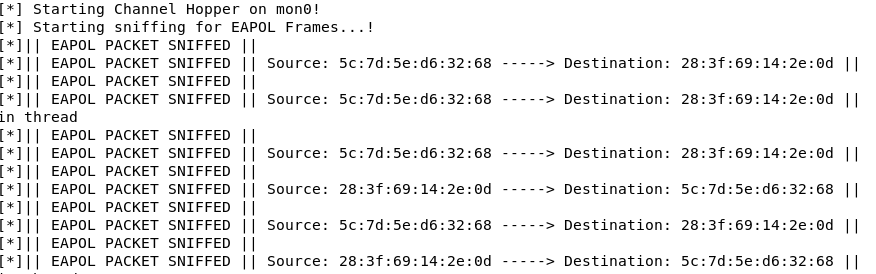 [*] Starting Channel Hopper on mon0!
[*] Starting sniffing for EAPOL Frames...!
[*]|| EAPOL PACKET SNIFFED ||
[*]|| EAPOL PACKET SNIFFED || Source: 5c:7d:5e:d6:32:68 -----> Destination: 28:3f:69:14:2e:0d ||
[*]|| EAPOL PACKET SNIFFED ||
[*]|| EAPOL PACKET SNIFFED || Source: 5c:7d:5e:d6:32:68 -----> Destination: 28:3f:69:14:2e:0d ||
in thread
[*]|| EAPOL PACKET SNIFFED ||
[*]|| EAPOL PACKET SNIFFED || Source: 5c:7d:5e:d6:32:68 -----> Destination: 28:3f:69:14:2e:0d ||
[*]|| EAPOL PACKET SNIFFED || Source: 28:3f:69:14:2e:0d -----> Destination: 5c:7d:5e:d6:32:68 ||
[*]|| EAPOL PACKET SNIFFED ||
[*]|| EAPOL PACKET SNIFFED || Source: 5c:7d:5e:d6:32:68 -----> Destination: 28:3f:69:14:2e:0d ||
[*]|| EAPOL PACKET SNIFFED ||
[*]|| EAPOL PACKET SNIFFED || Source: 28:3f:69:14:2e:0d -----> Destination: 5c:7d:5e:d6:32:68 ||